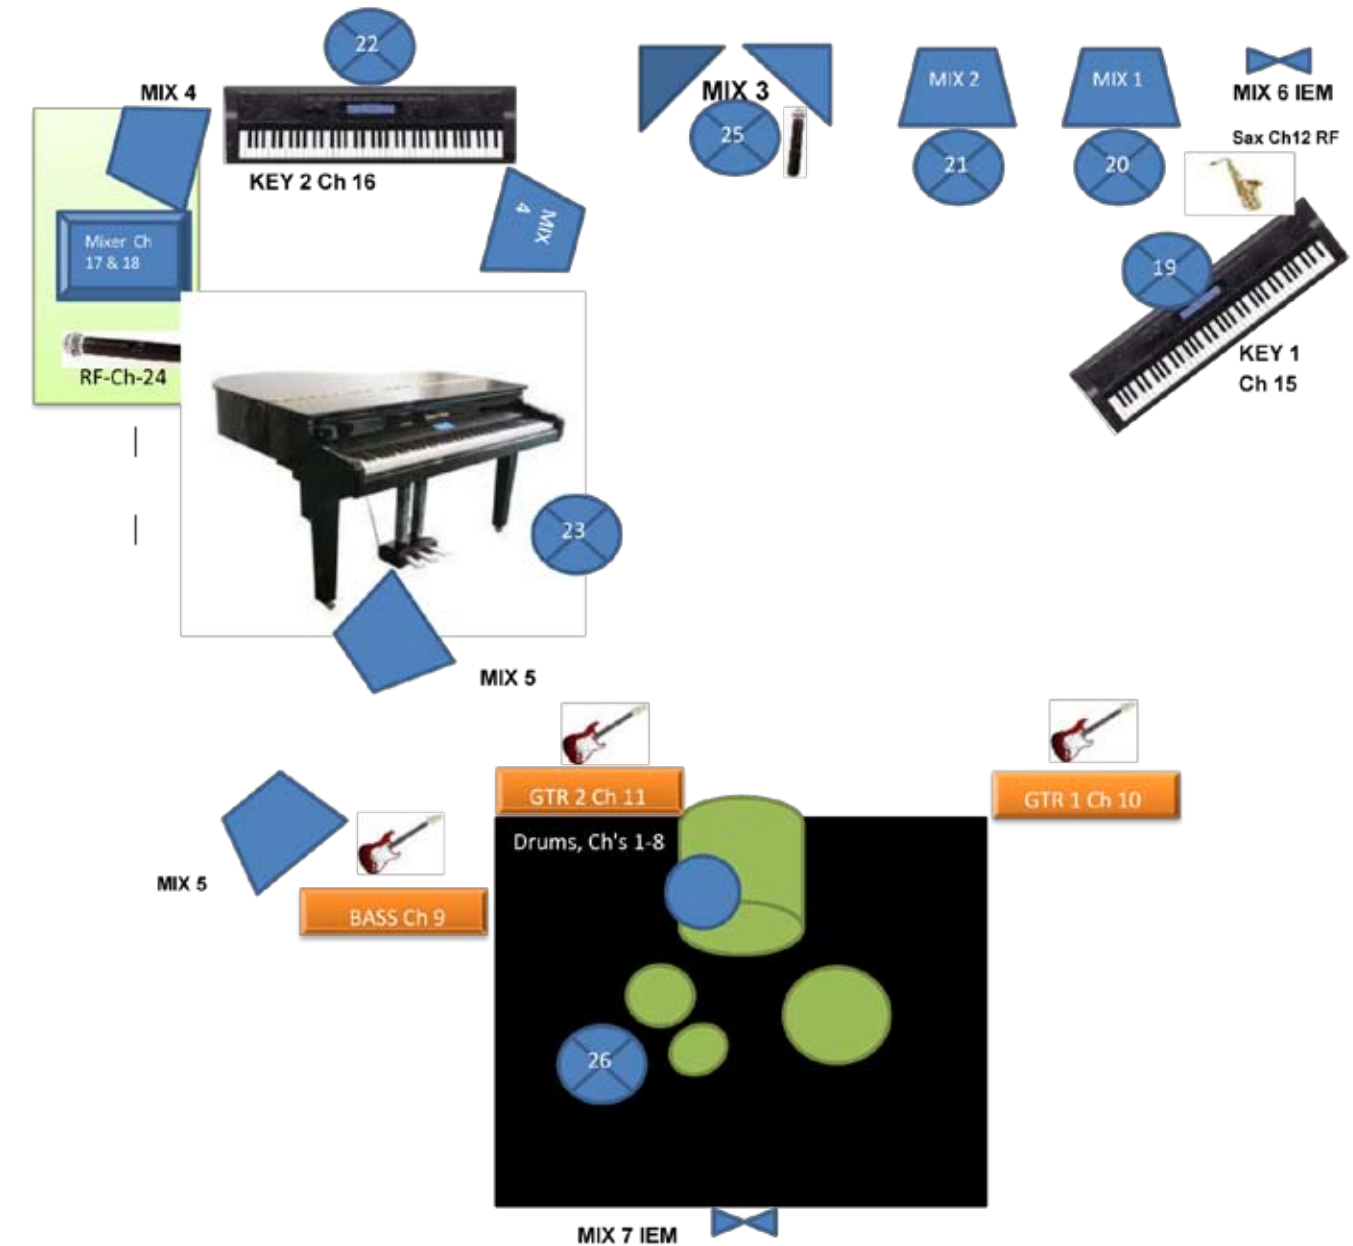 22
MIX 4
KEY 2 Ch 16
MIX
4
Mixer Ch
17 & 18
RF-Ch-24
MIX 3
25
MIX 2
21
MIX 1
20
MIX 6 IEM
Sax Ch12 RF
19
KEY 1
Ch 15
23
MIX 5
GTR 2 Ch 11
GTR 1 Ch 10
Drums, Ch's 1-8
MIX 5
BASS Ch 9
26
MIX 7 IEM